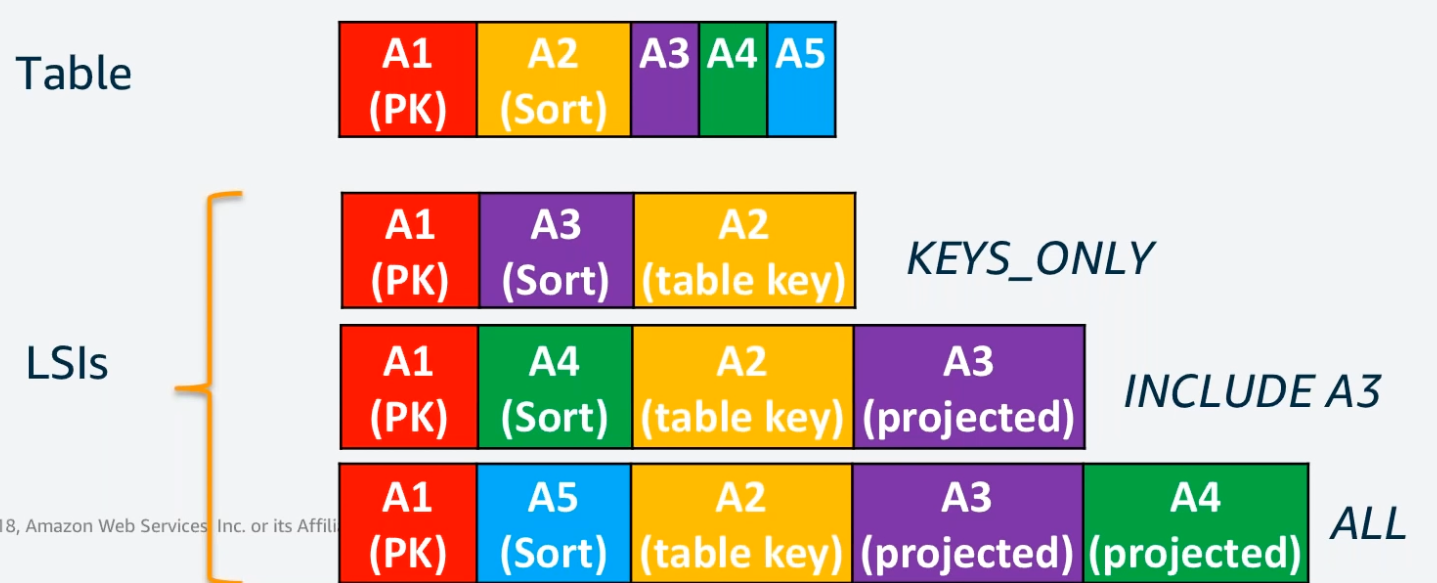 Table
A1 (PK)
A2 (Sort)
A3
A4
A5
LSIs
A1 (PK)
A3 (Sort)
A2 (table key)
KEYS_ONLY
A1 (PK)
A4 (Sort)
A2 (table key)
A3 (projected)
INCLUDE A3
A1 (PK)
A5 (Sort)
A2 (table key)
A3 (projected)
A4 (projected)
ALL
18, Amazon Web Services, Inc. or its